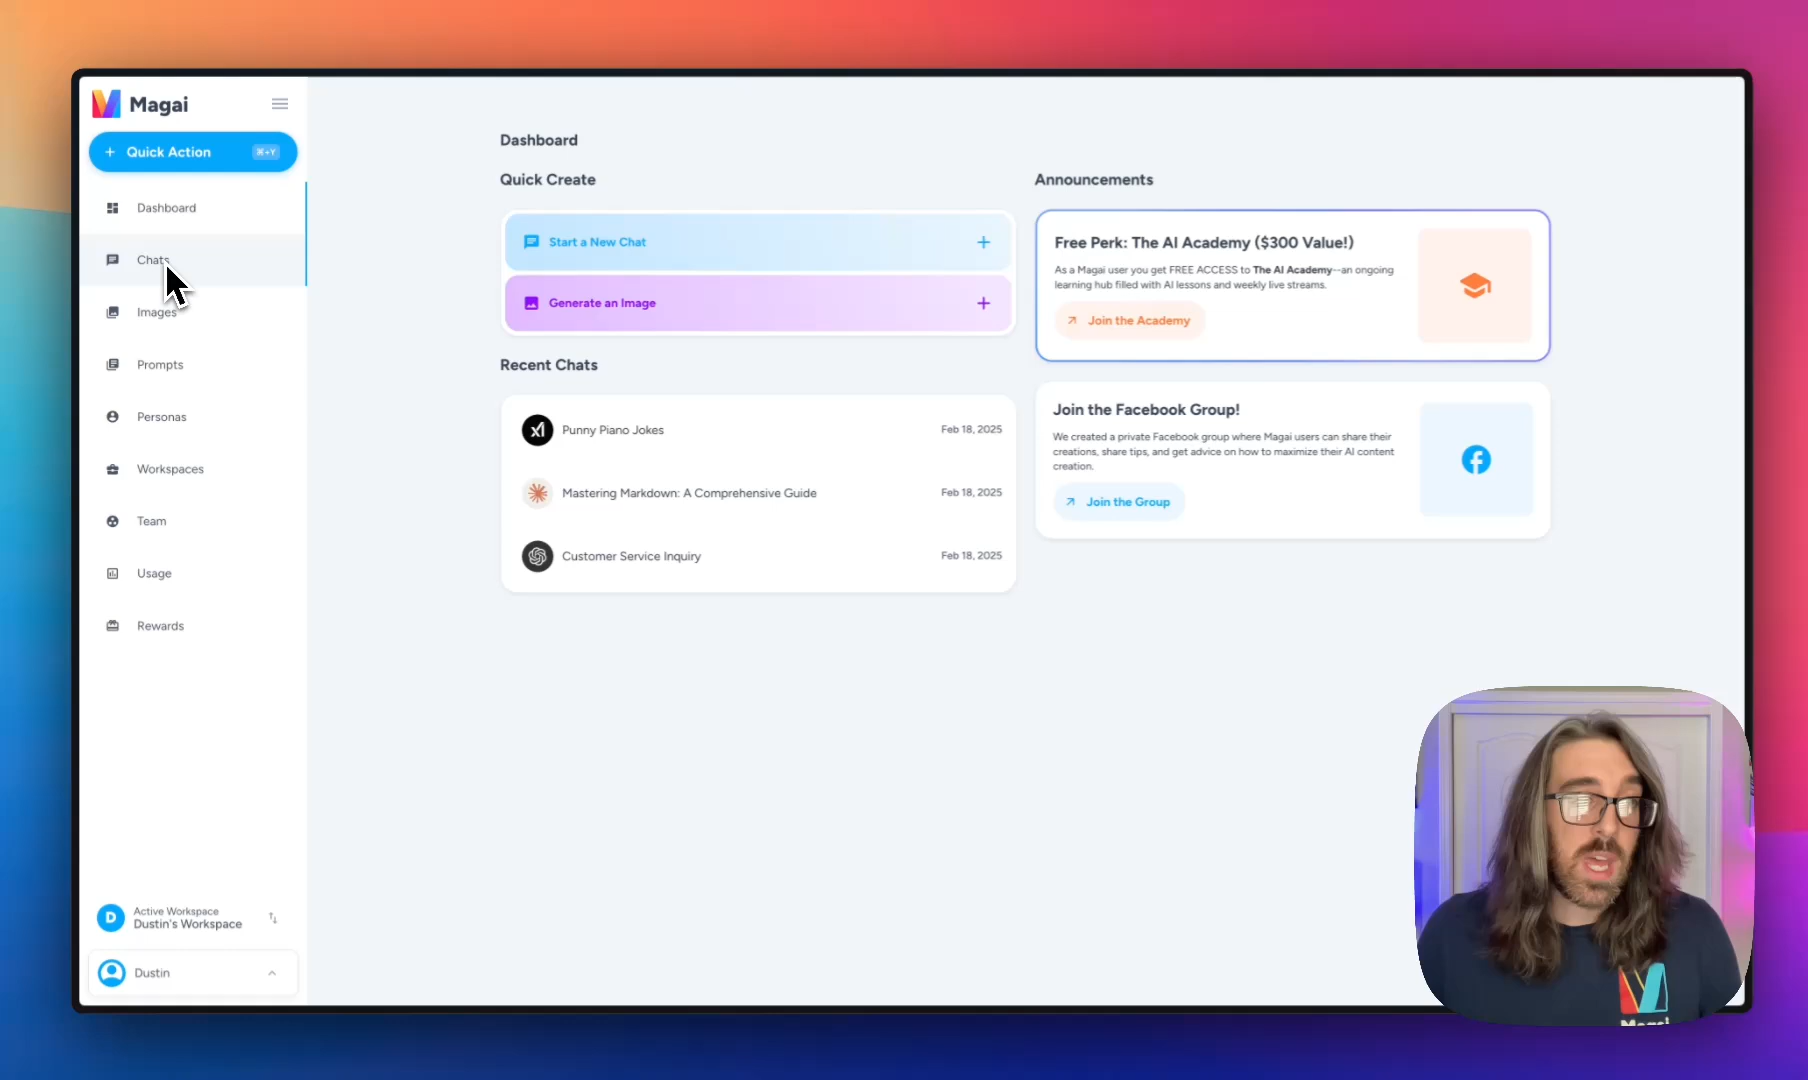 Magai
+ Quick Action ⌘+Y
Dashboard
Chats
Images
Prompts
Personas
Workspaces
Team
Usage
Rewards
D
Active Workspace
Dustin's Workspace
Dustin
Dashboard
Quick Create
Start a New Chat +
Generate an Image +
Recent Chats
Punny Piano Jokes Feb 18, 2025
Mastering Markdown: A Comprehensive Guide Feb 18, 2025
Customer Service Inquiry Feb 18, 2025
Announcements
Free Perk: The AI Academy ($300 Value!)
As a Magai user you get FREE ACCESS to The AI Academy--an ongoing
learning hub filled with AI lessons and weekly live streams.
Join the Academy
Join the Facebook Group!
We created a private Facebook group where Magai users can share their
creations, share tips, and get advice on how to maximize their AI content
creation.
Join the Group
Magai